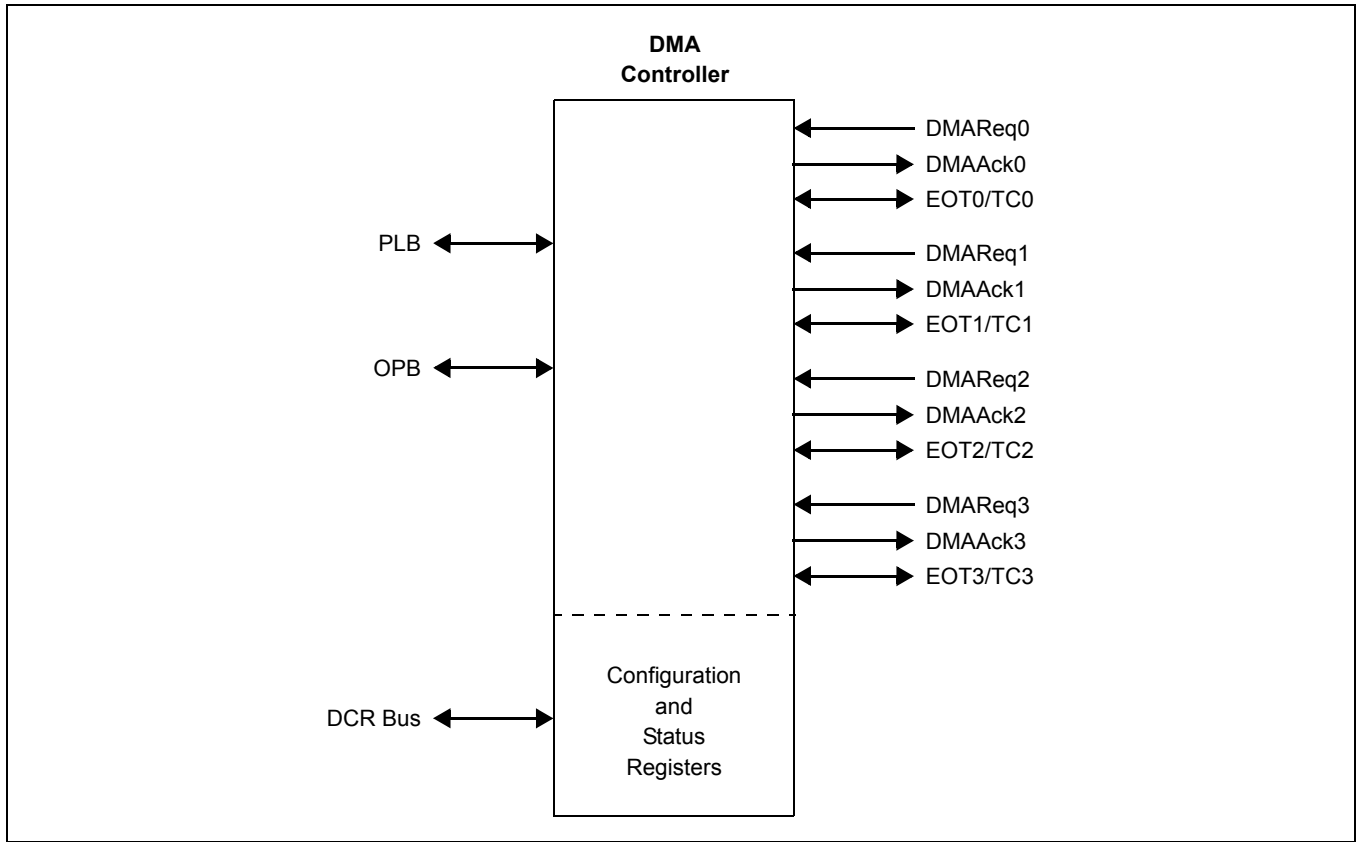 DMA
Controller
DMAReq0
DMAAck0
EOT0/TC0
PLB
DMAReq1
DMAAck1
EOT1/TC1
OPB
DMAReq2
DMAAck2
EOT2/TC2
DMAReq3
DMAAck3
EOT3/TC3
Configuration
and
Status
Registers
DCR Bus